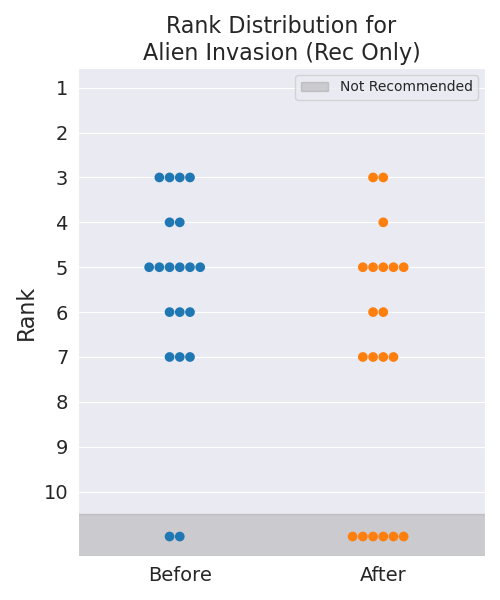 Rank Distribution for
Alien Invasion (Rec Only)
Not Recommended
1
2
3
4
5
6
7
8
9
10
Rank
Before
After